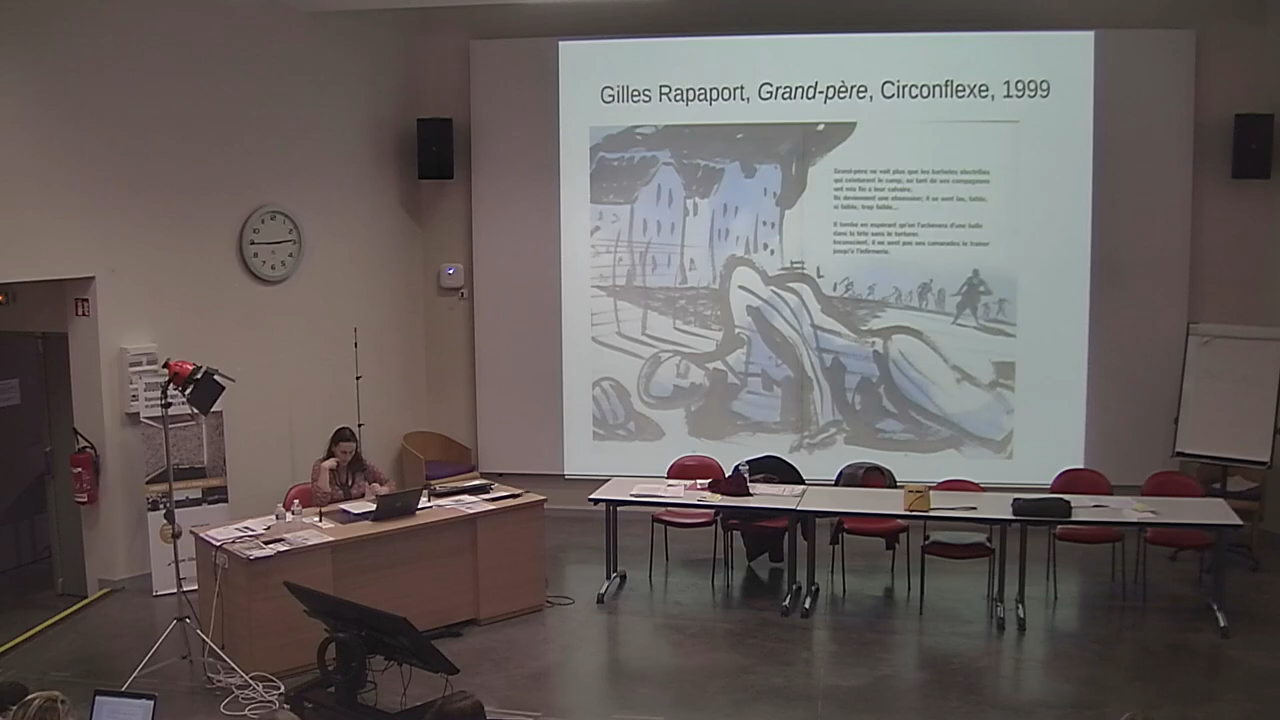 Gilles Rapaport, Grand-père, Circonflexe, 1999
Grand-père ne voit plus que les barbelés électrifiés
qui ceinturent le camp, où tant de ses compagnons
ont mis fin à leur calvaire.
Ils deviennent une obsession; il se sent las, faible,
si faible, trop faible...
Il tombe en espérant qu'on l'achèvera d'une balle
dans la tête sans le torturer.
Inconscient, il ne sent pas ses camarades le traîner
jusqu'à l'infirmerie.